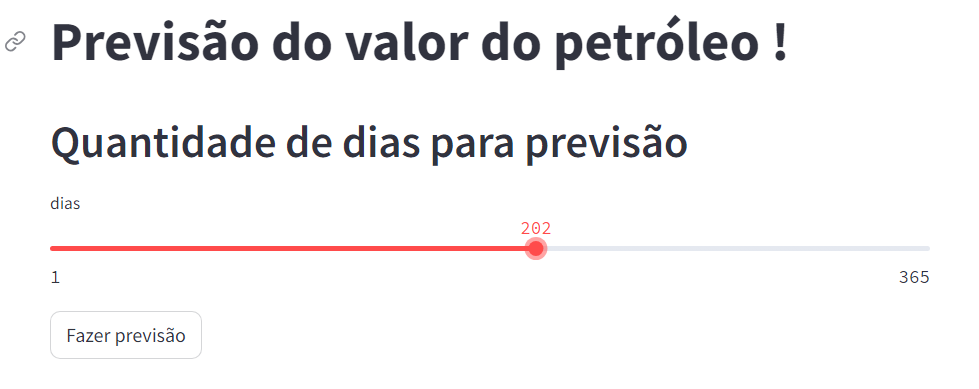 Previsão do valor do petróleo !
Quantidade de dias para previsão
dias
202
1
365
Fazer previsão